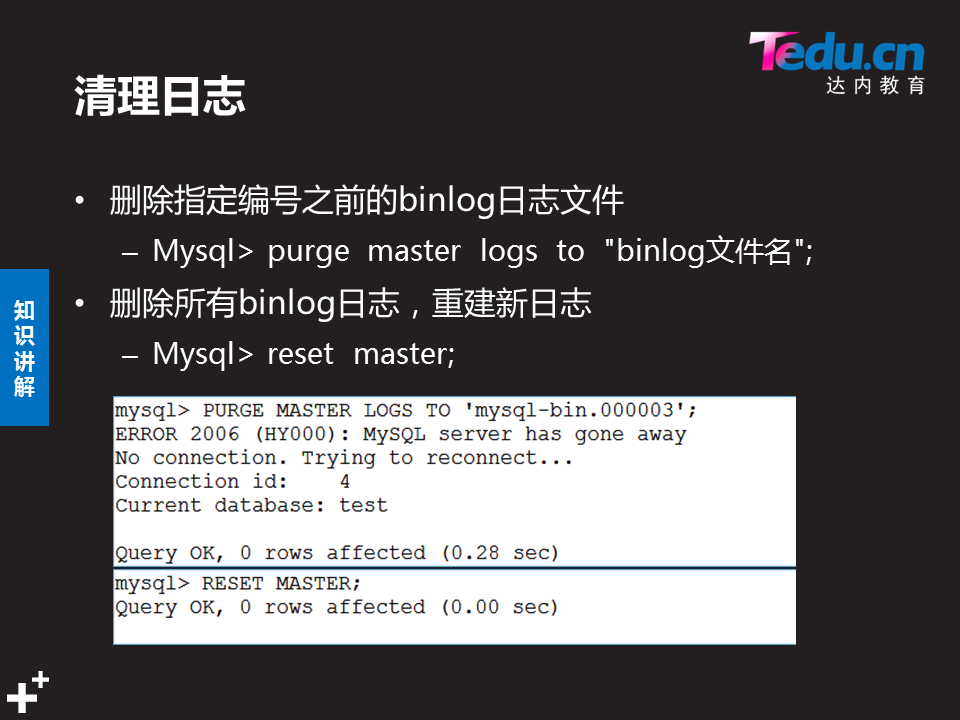 Tedu.cn
达内教育
清理日志
• 删除指定编号之前的binlog日志文件
– Mysql> purge master logs to "binlog文件名";
• 删除所有binlog日志，重建新日志
– Mysql> reset master;
知识讲解
mysql> PURGE MASTER LOGS TO 'mysql-bin.000003';
ERROR 2006 (HY000): MySQL server has gone away
No connection. Trying to reconnect...
Connection id:    4
Current database: test
Query OK, 0 rows affected (0.28 sec)
mysql> RESET MASTER;
Query OK, 0 rows affected (0.00 sec)